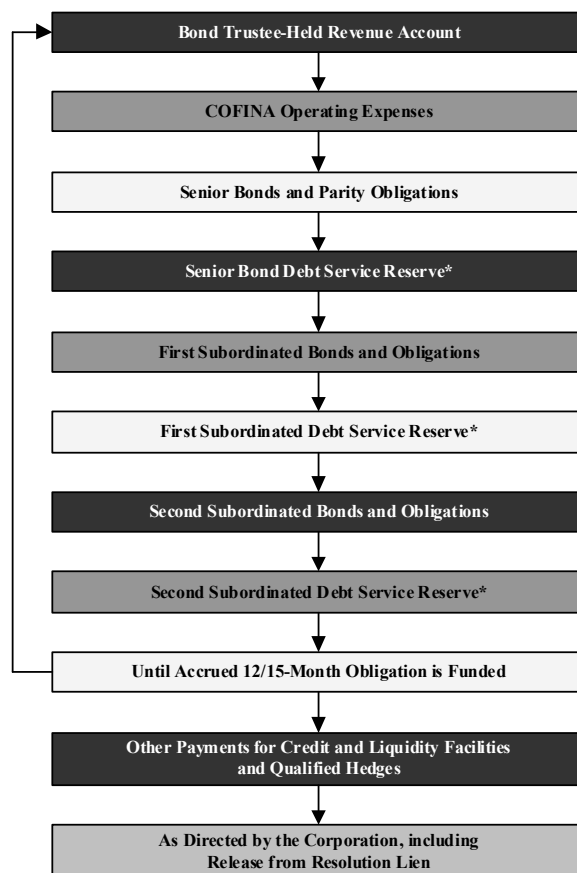 Bond Trustee-Held Revenue Account
COFINA Operating Expenses
Senior Bonds and Parity Obligations
Senior Bond Debt Service Reserve*
First Subordinated Bonds and Obligations
First Subordinated Debt Service Reserve*
Second Subordinated Bonds and Obligations
Second Subordinated Debt Service Reserve*
Until Accrued 12/15-Month Obligation is Funded
Other Payments for Credit and Liquidity Facilities
and Qualified Hedges
As Directed by the Corporation, including
Release from Resolution Lien